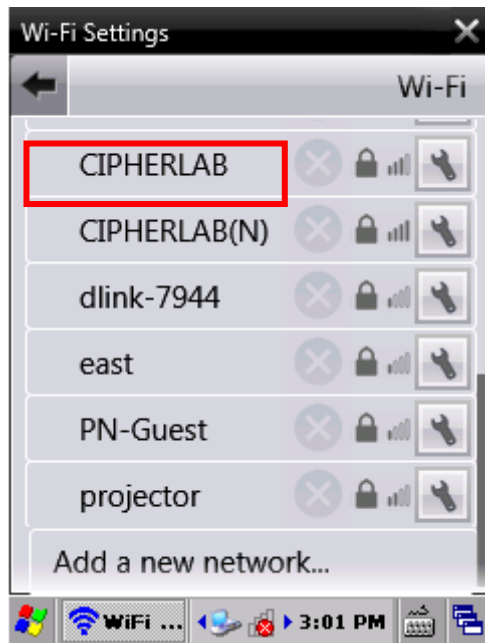 Wi-Fi Settings
Wi-Fi
CIPHERLAB
CIPHERLAB(N)
dlink-7944
east
PN-Guest
projector
Add a new network...
WiFi ... 3:01 PM